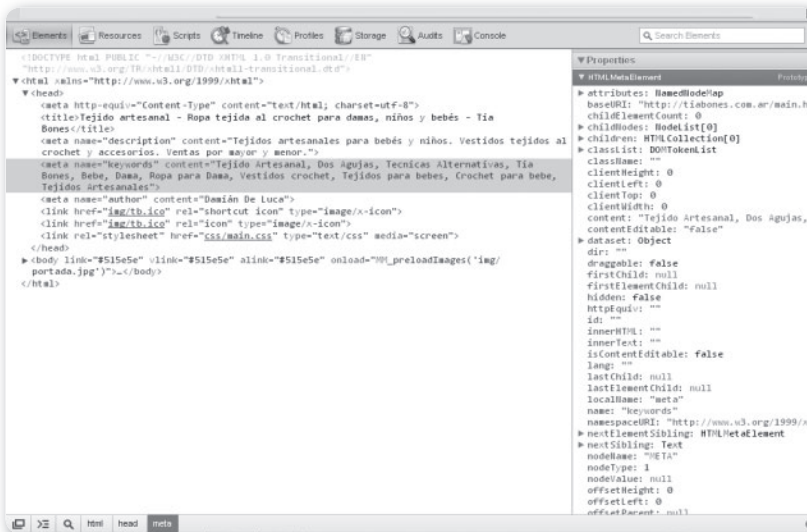 Elements Resources Scripts Timeline Profiles Storage Audits Console Search Elements
<!DOCTYPE html PUBLIC "-//W3C//DTD XHTML 1.0 Transitional//EN"
"http://www.w3.org/TR/xhtml1/DTD/xhtml1-transitional.dtd">
<html xmlns="http://www.w3.org/1999/xhtml">
<head>
<meta http-equiv="Content-Type" content="text/html; charset=utf-8">
<title>Tejido artesanal - Ropa tejida al crochet para damas, niños y bebés - Tia
Bones</title>
<meta name="description" content="Tejidos artesanales para bebés y niños. Vestidos tejidos al
crochet y accesorios. Ventas por mayor y menor.">
<meta name="keywords" content="Tejido Artesanal, Dos Agujas, Tecnicas Alternativas, Tia
Bones, Bebe, Dama, Ropa para Dama, Vestidos crochet, Tejidos para bebes, Crochet para bebe,
Tejidos Artesanales">
<meta name="author" content="Damián De Luca">
<link href="img/tb.ico" rel="shortcut icon" type="image/x-icon">
<link href="img/tb.ico" rel="icon" type="image/x-icon">
<link rel="stylesheet" href="css/main.css" type="text/css" media="screen">
</head>
<body link="#515e5e" vlink="#515e5e" alink="#515e5e" onload="MM_preloadImages('img/
portada.jpg')">…</body>
</html>
Properties
HTMLMetaElement Prototyp
attributes: NamedNodeMap
baseURI: "http://tiabones.com.ar/main.h
childElementCount: 0
childNodes: NodeList[0]
children: HTMLCollection[0]
classList: DOMTokenList
className: ""
clientHeight: 0
clientLeft: 0
clientTop: 0
clientWidth: 0
content: "Tejido Artesanal, Dos Agujas,
contentEditable: "false"
dataset: Object
dir: ""
draggable: false
firstChild: null
firstElementChild: null
hidden: false
httpEquiv: ""
id: ""
innerHTML: ""
innerText: ""
isContentEditable: false
lang: ""
lastChild: null
lastElementChild: null
localName: "meta"
name: "keywords"
namespaceURI: "http://www.w3.org/1999/x
nextElementSibling: HTMLMetaElement
nextSibling: Text
nodeName: "META"
nodeType: 1
nodeValue: null
offsetHeight: 0
offsetLeft: 0
offsetParent: null
html head meta